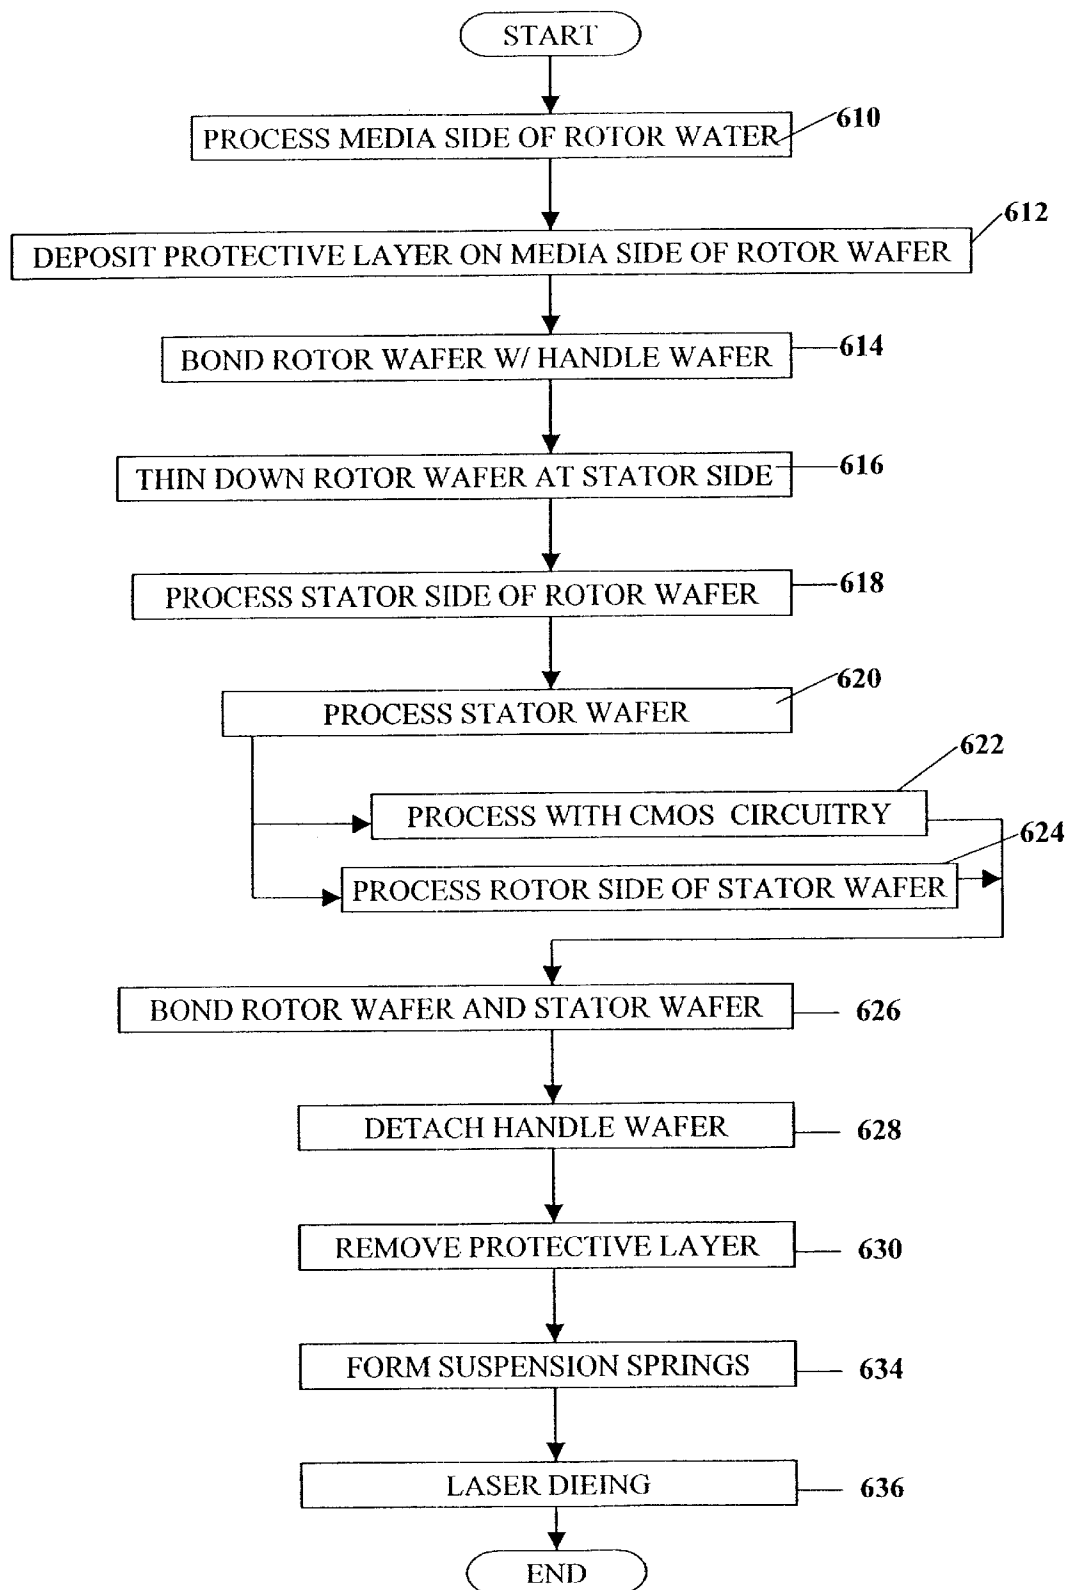 START
PROCESS MEDIA SIDE OF ROTOR WATER
610
DEPOSIT PROTECTIVE LAYER ON MEDIA SIDE OF ROTOR WAFER
612
BOND ROTOR WAFER W/ HANDLE WAFER
614
THIN DOWN ROTOR WAFER AT STATOR SIDE
616
PROCESS STATOR SIDE OF ROTOR WAFER
618
PROCESS STATOR WAFER
620
PROCESS WITH CMOS CIRCUITRY
622
PROCESS ROTOR SIDE OF STATOR WAFER
624
BOND ROTOR WAFER AND STATOR WAFER
626
DETACH HANDLE WAFER
628
REMOVE PROTECTIVE LAYER
630
FORM SUSPENSION SPRINGS
634
LASER DIEING
636
END